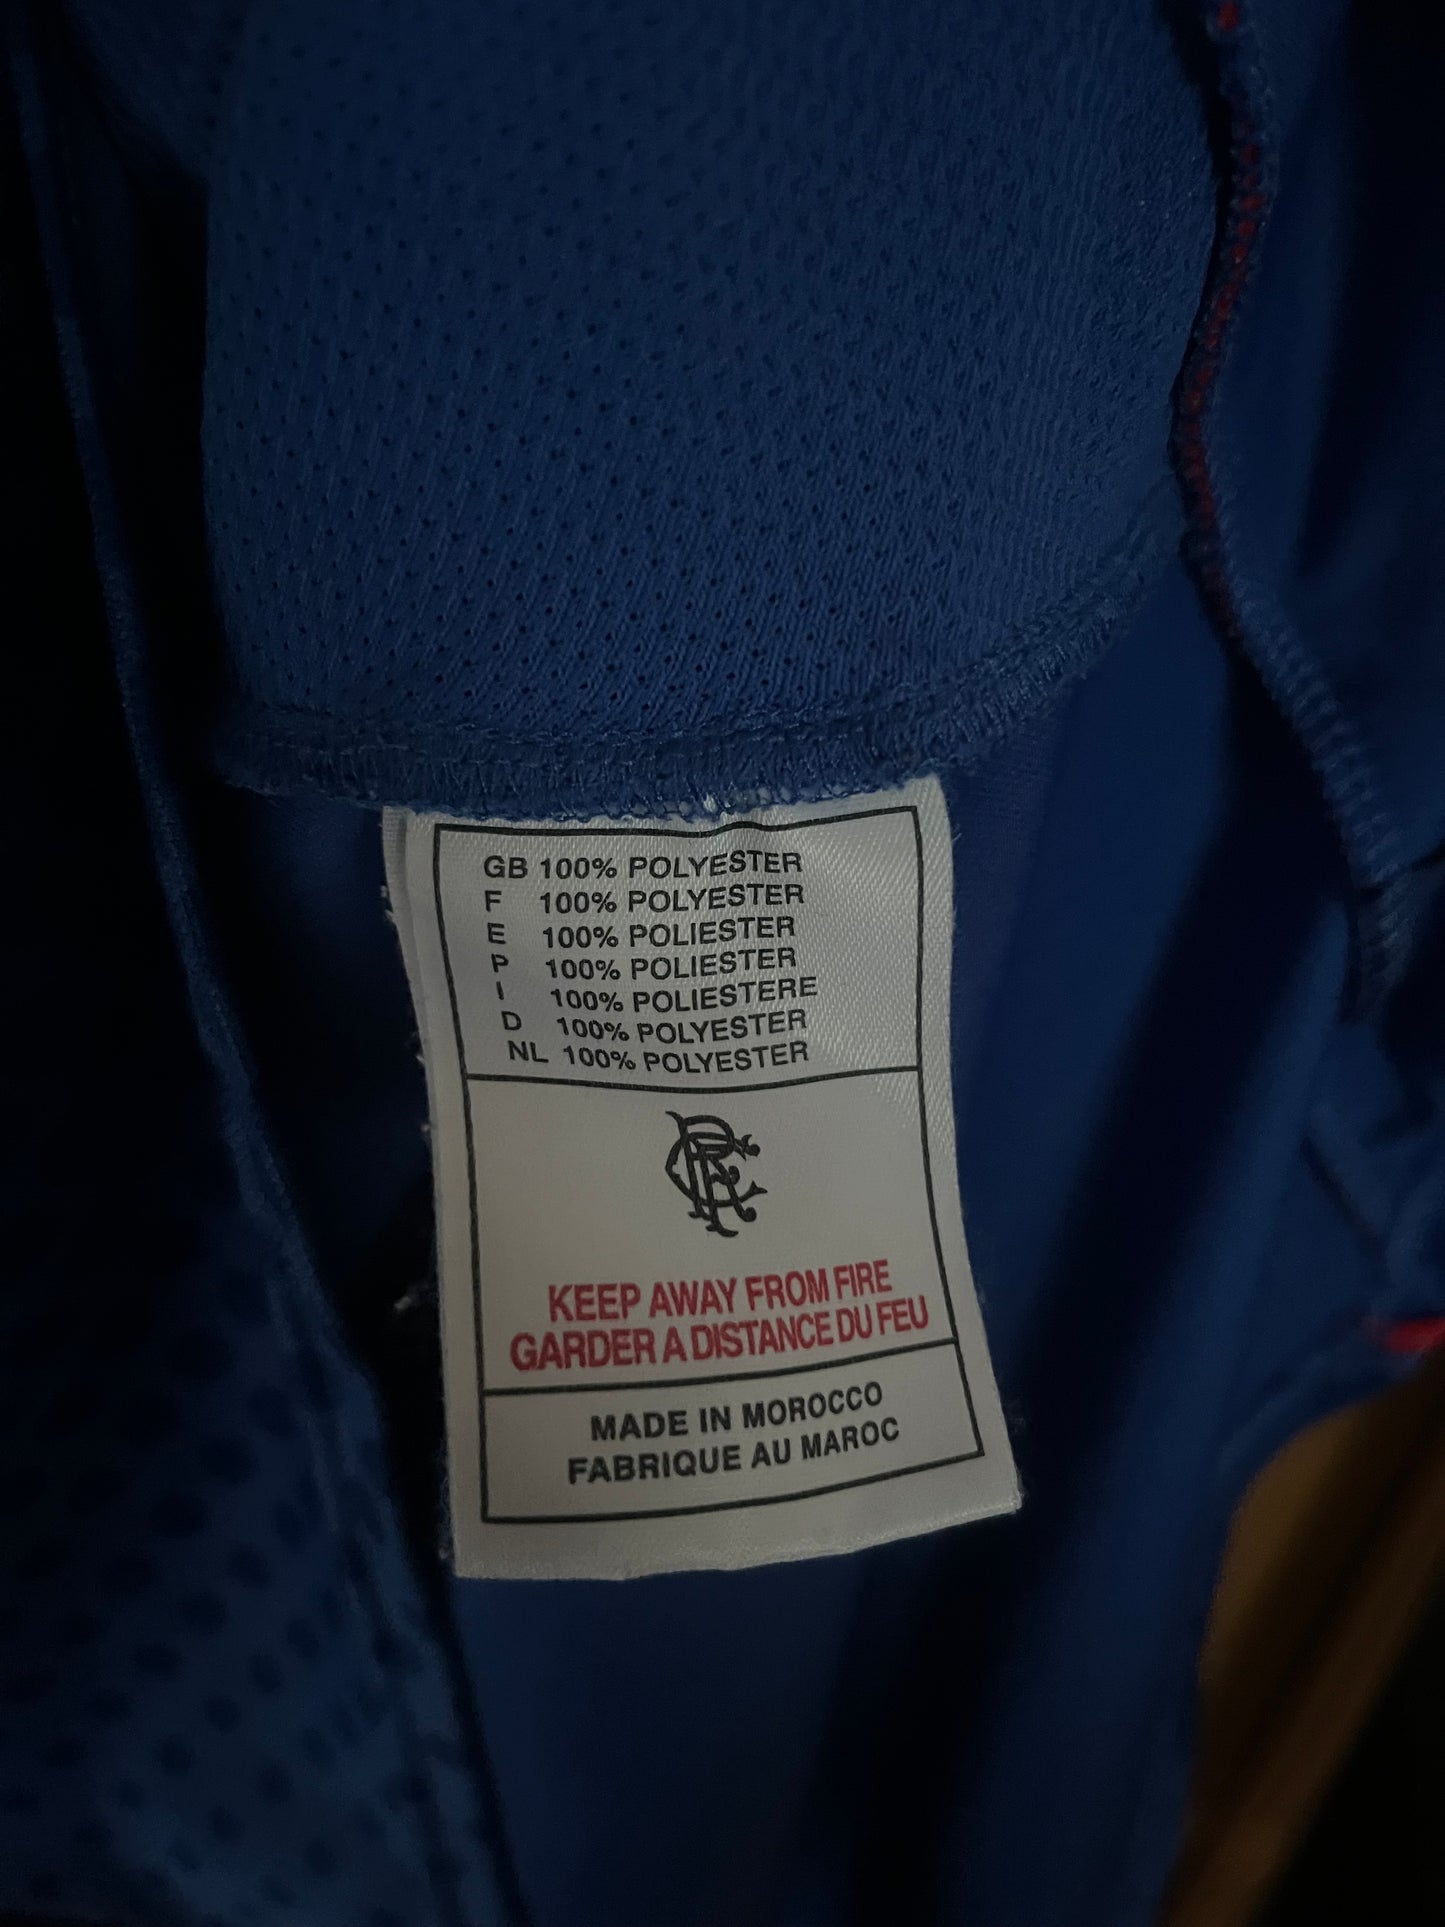 GB 100% POLYESTER
F 100% POLYESTER
E 100% POLIESTER
P 100% POLIESTER
I 100% POLIESTERE
D 100% POLYESTER
NL 100% POLYESTER
KEEP AWAY FROM FIRE
GARDER A DISTANCE DU FEU
MADE IN MOROCCO
FABRIQUE AU MAROC